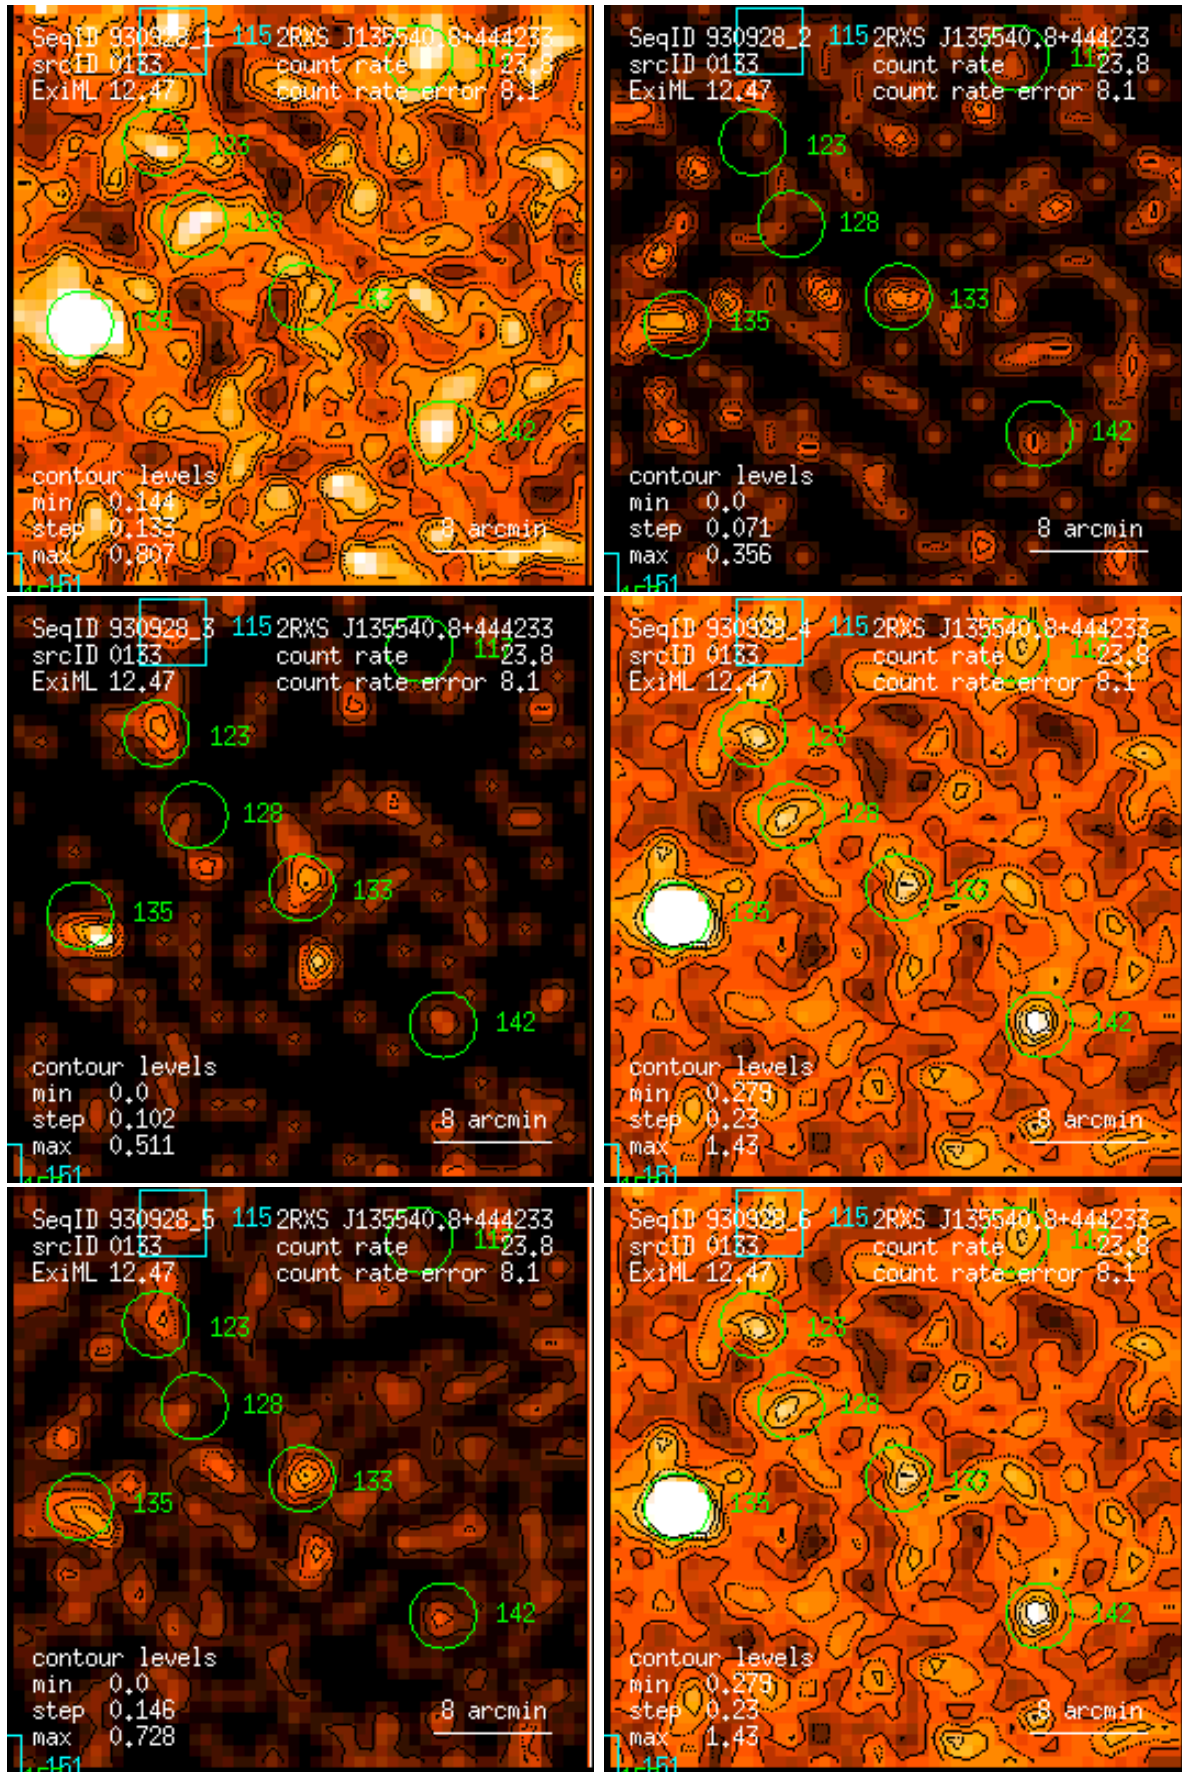 SeqID 930928_1 115 2RXS J135540.8+444233
srcID 0133 count rate 23.8
ExiML 12.47 count rate error 8.1
123
128
133
135
142
contour levels
min 0.144
step 0.133
max 0.807
8 arcmin
151
SeqID 930928_2 115 2RXS J135540.8+444233
srcID 0133 count rate 23.8
ExiML 12.47 count rate error 8.1
123
128
133
135
142
contour levels
min 0.0
step 0.071
max 0.356
8 arcmin
151
SeqID 930928_3 115 2RXS J135540.8+444233
srcID 0133 count rate 23.8
ExiML 12.47 count rate error 8.1
123
128
133
135
142
contour levels
min 0.0
step 0.102
max 0.511
8 arcmin
151
SeqID 930928_4 115 2RXS J135540.8+444233
srcID 0133 count rate 23.8
ExiML 12.47 count rate error 8.1
123
128
133
135
142
contour levels
min 0.279
step 0.23
max 1.43
8 arcmin
151
SeqID 930928_5 115 2RXS J135540.8+444233
srcID 0133 count rate 23.8
ExiML 12.47 count rate error 8.1
123
128
133
135
142
contour levels
min 0.0
step 0.146
max 0.728
8 arcmin
151
SeqID 930928_6 115 2RXS J135540.8+444233
srcID 0133 count rate 23.8
ExiML 12.47 count rate error 8.1
123
128
133
135
142
contour levels
min 0.279
step 0.23
max 1.43
8 arcmin
151